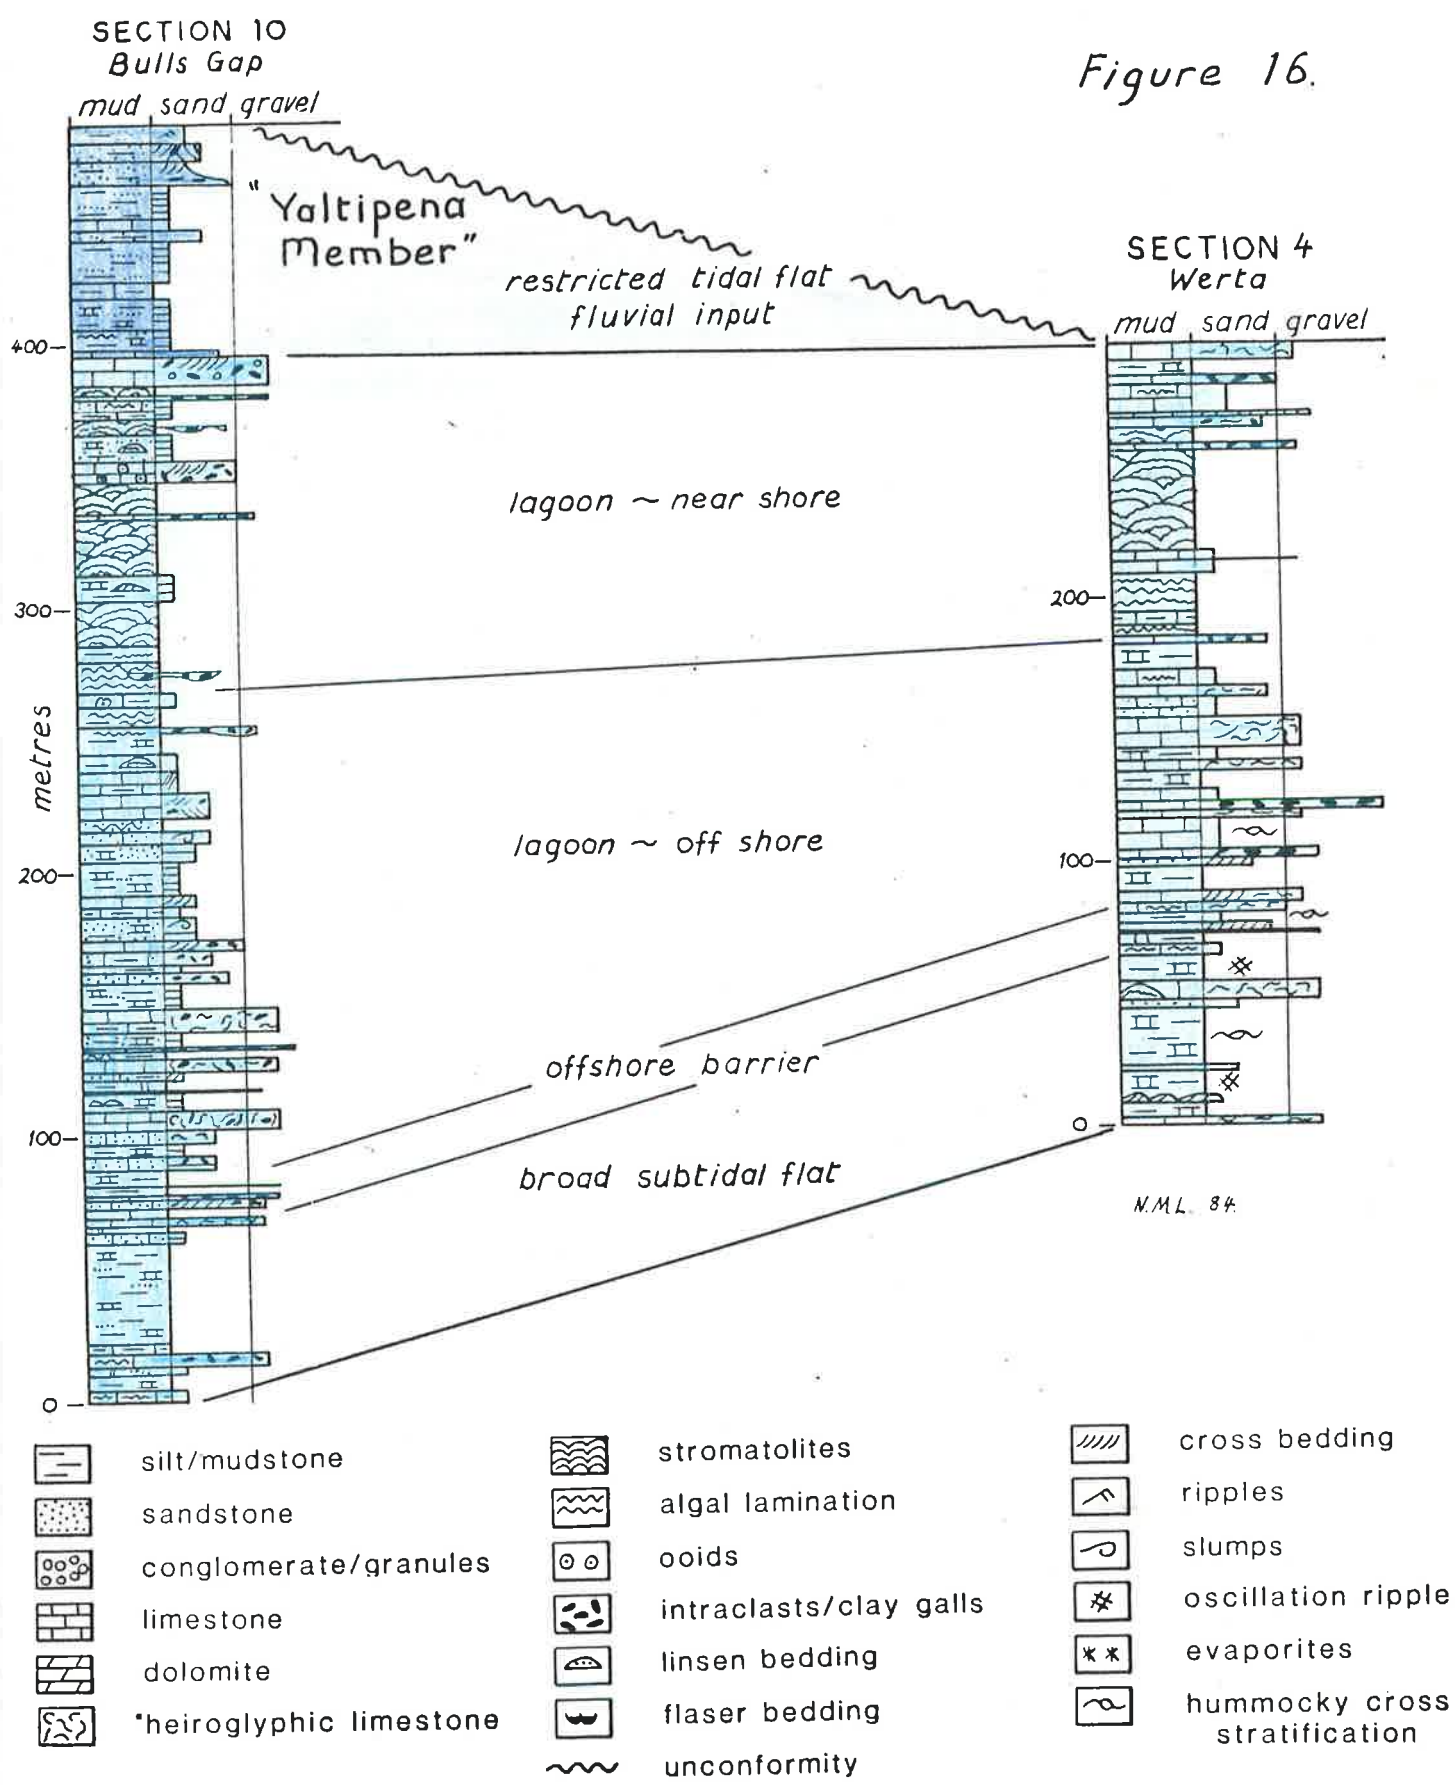 SECTION 10
Bulls Gap
mud sand gravel
Figure 16.
"Yaltipena
Member"
restricted tidal flat
fluvial input
SECTION 4
Werta
mud sand gravel
400
lagoon ~ near shore
300
200
metres
lagoon ~ off shore
200
100
offshore barrier
100
0
broad subtidal flat
N.M.L. 84.
0
silt/mudstone
sandstone
conglomerate/granules
limestone
dolomite
"heiroglyphic limestone
stromatolites
algal lamination
ooids
intraclasts/clay galls
linsen bedding
flaser bedding
unconformity
cross bedding
ripples
slumps
oscillation ripple
evaporites
hummocky cross
stratification